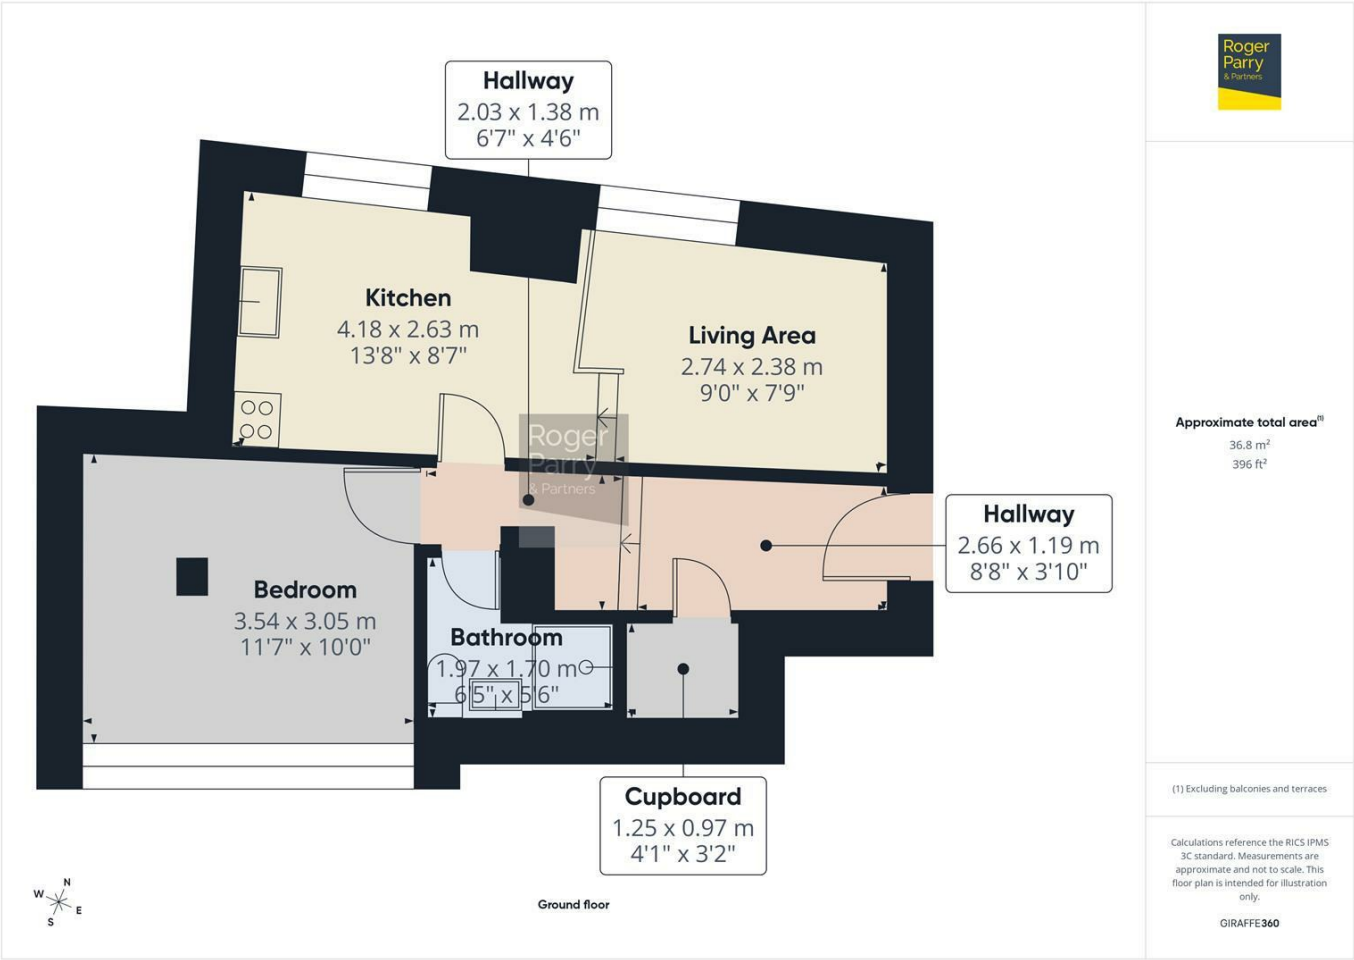 Hallway
2.03 x 1.38 m
6'7" x 4'6"
Roger
Parry
& Partners
Kitchen
4.18 x 2.63 m
13'8" x 8'7"
Living Area
2.74 x 2.38 m
9'0" x 7'9"
Roger
Parry
& Partners
Approximate total area(1)
36.8 m²
396 ft²
Hallway
2.66 x 1.19 m
8'8" x 3'10"
Bedroom
3.54 x 3.05 m
11'7" x 10'0"
Bathroom
1.97 x 1.70 m
6'5" x 5'6"
Cupboard
1.25 x 0.97 m
4'1" x 3'2"
(1) Excluding balconies and terraces
Calculations reference the RICS IPMS
3C standard. Measurements are
approximate and not to scale. This
floor plan is intended for illustration
only.
GIRAFFE360
N
W
E
S
Ground floor